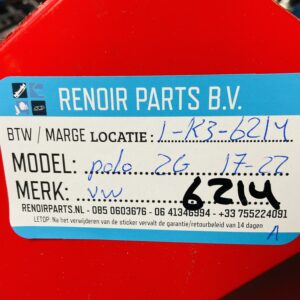 RENOIR PARTS B.V.
BTW / MARGE LOCATIE: 1-K3-6214
MODEL: polo 2G 17-22
MERK: VW 6214
RENOIRPARTS.NL - 085 0603676 - 06 41346994 - +33 755224091
LETOP: Na het verwijderen van de sticker vervalt de garantie/retourbeleid van 14 dagen
A